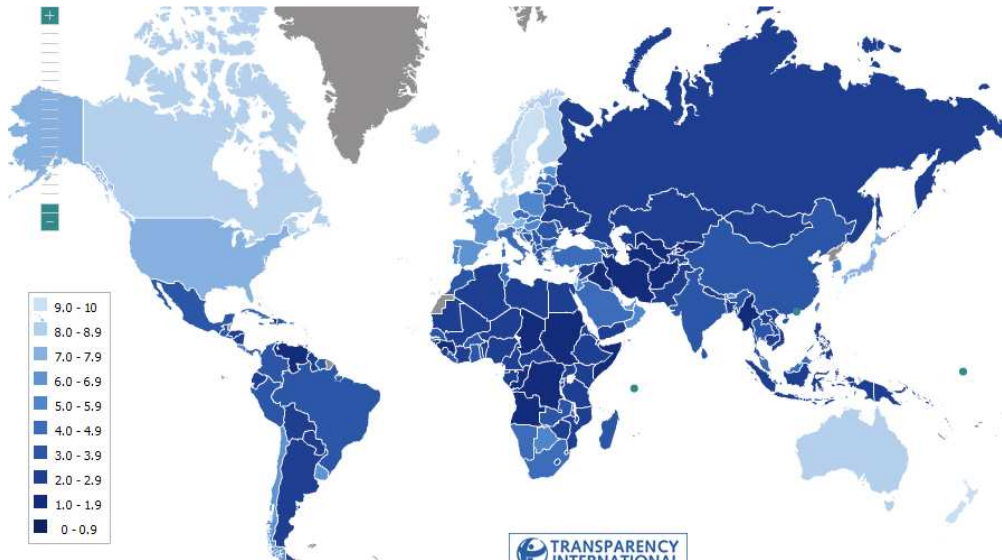 +
−
9.0 - 10
8.0 - 8.9
7.0 - 7.9
6.0 - 6.9
5.0 - 5.9
4.0 - 4.9
3.0 - 3.9
2.0 - 2.9
1.0 - 1.9
0 - 0.9
TRANSPARENCY
INTERNATIONAL